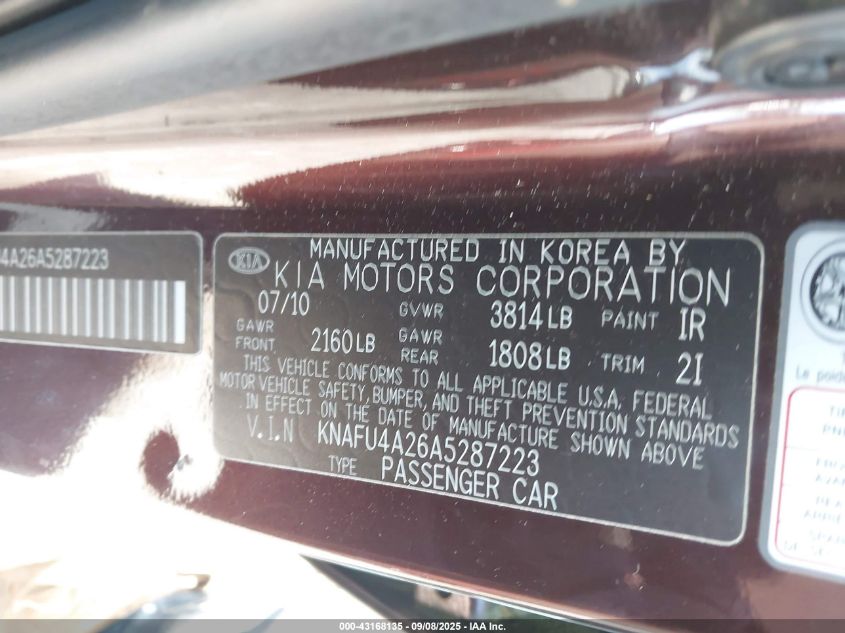 4A26A5287223
KIA
MANUFACTURED IN KOREA BY
KIA MOTORS CORPORATION
07/10 GVWR 3814LB PAINT IR
GAWR FRONT 2160LB GAWR REAR 1808LB TRIM 2I
THIS VEHICLE CONFORMS TO ALL APPLICABLE U.S.A. FEDERAL
MOTOR VEHICLE SAFETY, BUMPER, AND THEFT PREVENTION STANDARDS
IN EFFECT ON THE DATE OF MANUFACTURE SHOWN ABOVE
V.I.N KNAFU4A26A5287223
TYPE PASSENGER CAR
Le poids
000-43168135 - 09/08/2025 - IAA Inc.